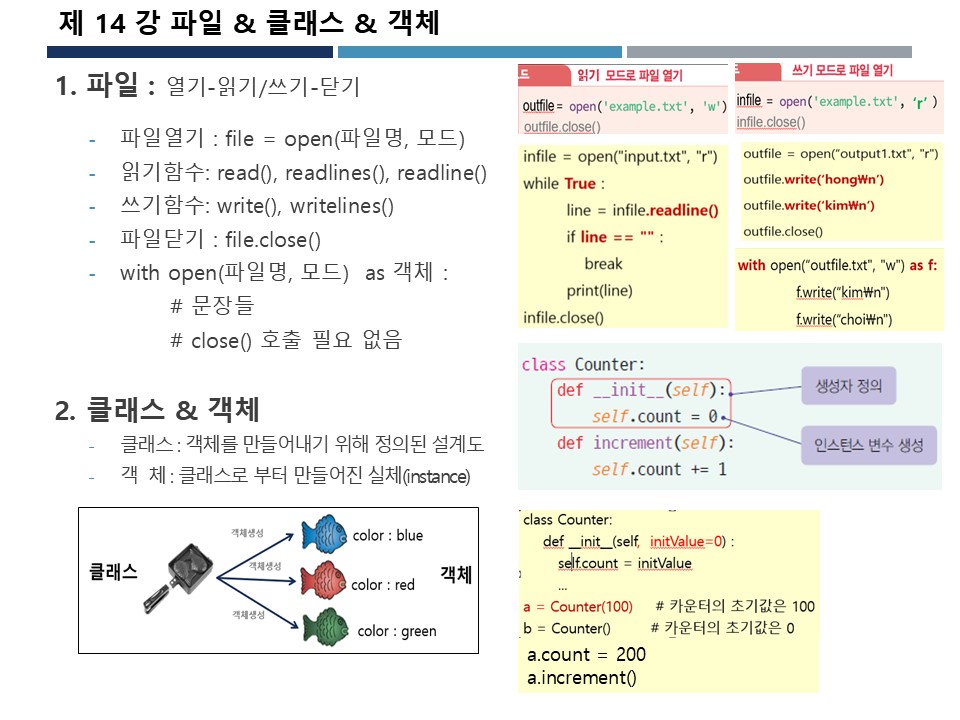 제 14 강 파일 & 클래스 & 객체
1. 파일 : 열기-읽기/쓰기-닫기
- 파일열기 : file = open(파일명, 모드)
- 읽기함수: read(), readlines(), readline()
- 쓰기함수: write(), writelines()
- 파일닫기 : file.close()
- with open(파일명, 모드) as 객체 :
# 문장들
# close() 호출 필요 없음
2. 클래스 & 객체
- 클래스 : 객체를 만들어내기 위해 정의된 설계도
- 객 체 : 클래스로 부터 만들어진 실체(instance)
클래스
객체생성
객체생성
객체생성
color : blue
color : red
color : green
객체
드 읽기 모드로 파일 열기
outfile= open('example.txt', 'w')
outfile.close()
쓰기 모드로 파일 열기
infile = open('example.txt', ‘r’ )
infile.close()
infile = open("input.txt", "r")
while True :
line = infile.readline()
if line == "" :
break
print(line)
infile.close()
outfile = open(“output1.txt", "r")
outfile.write(‘hong₩n’)
outfile.write(‘kim₩n’)
outfile.close()
with open(“outfile.txt", "w") as f:
f.write(“kim₩n")
f.write(“choi₩n")
class Counter:
def __init__(self):
self.count = 0
def increment(self):
self.count += 1
생성자 정의
인스턴스 변수 생성
class Counter:
def __init__(self, initValue=0) :
self.count = initValue
...
a = Counter(100) # 카운터의 초기값은 100
b = Counter() # 카운터의 초기값은 0
a.count = 200
a.increment()